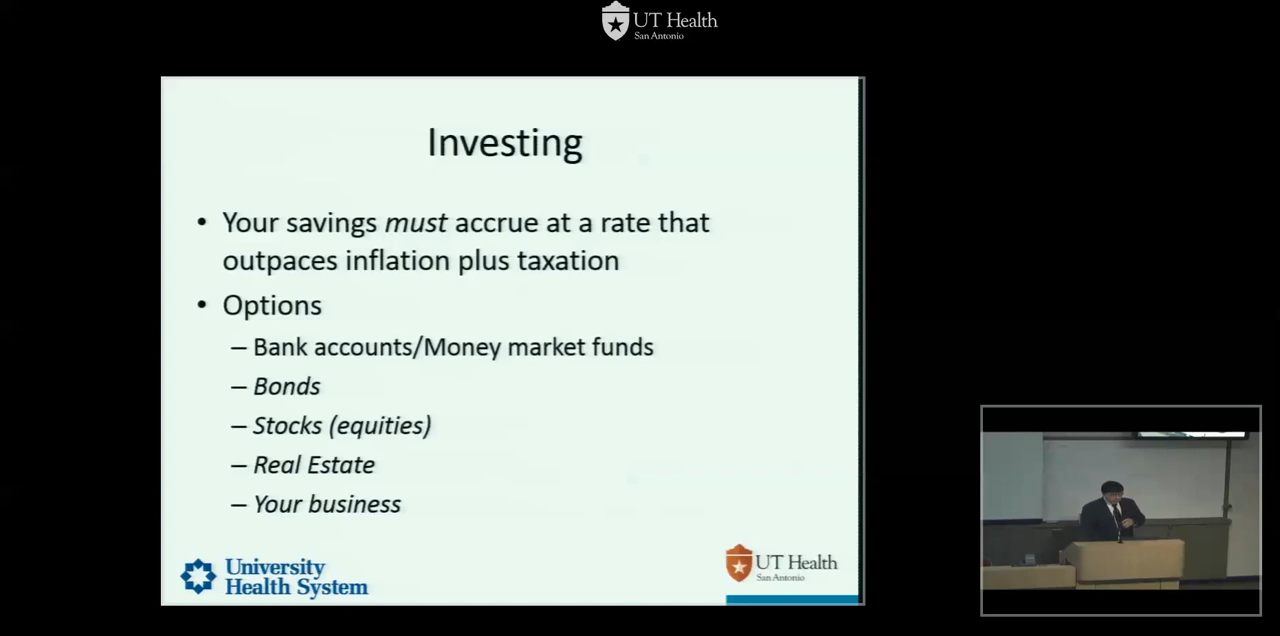 UT Health
San Antonio
Investing
• Your savings must accrue at a rate that
outpaces inflation plus taxation
• Options
– Bank accounts/Money market funds
– Bonds
– Stocks (equities)
– Real Estate
– Your business
University
Health System
UT Health
San Antonio